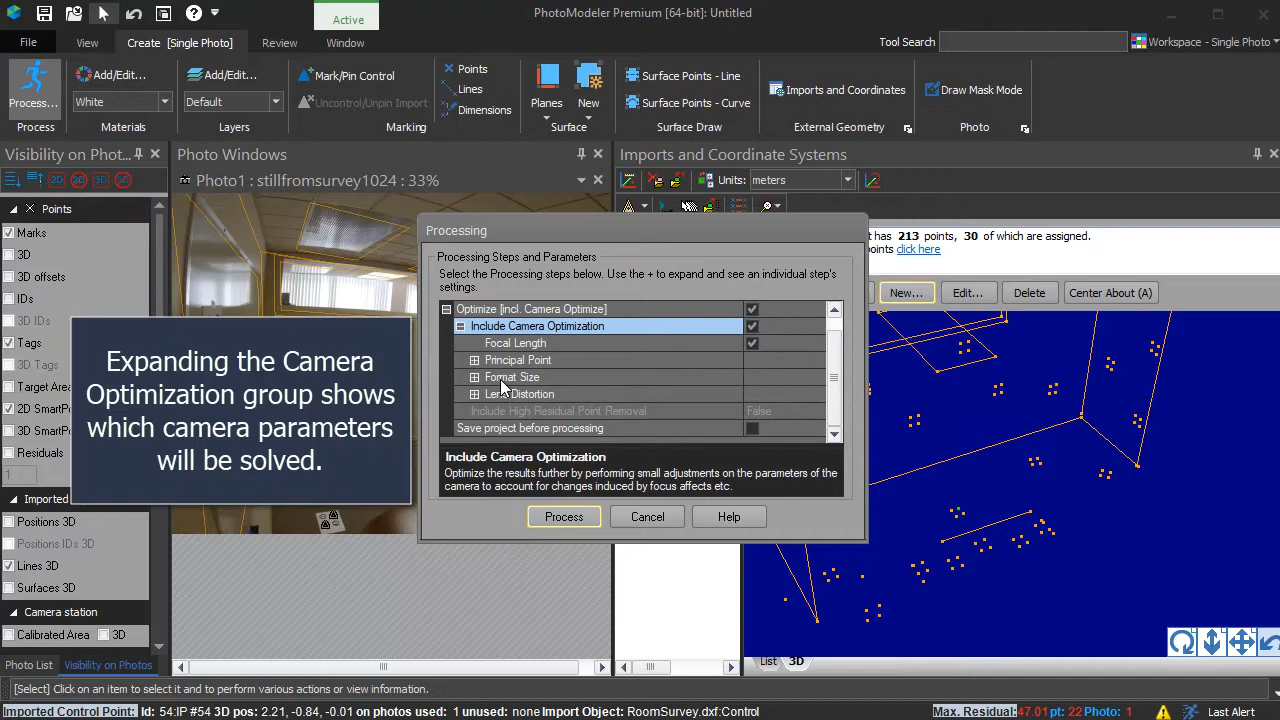 PhotoModeler Premium [64-bit]: Untitled
Active
File
View
Create [Single Photo]
Review
Window
Tool Search
Workspace - Single Photo
Process...
Process
Add/Edit...
White
Materials
Add/Edit...
Default
Layers
Mark/Pin Control
Uncontrol/Unpin Import
Points
Lines
Dimensions
Marking
Planes
New
Surface
Surface Points - Line
Surface Points - Curve
Surface Draw
Imports and Coordinates
External Geometry
Draw Mask Mode
Photo
Visibility on Phot...
Photo Windows
Imports and Coordinate Systems
2D
2D
3D
3D
Photo1 : stillfromsurvey1024 : 33%
Units:
meters
Points
Marks
3D
3D offsets
IDs
3D IDs
Tags
3D Tags
Target Area
2D SmartPo
3D SmartPo
Residuals
1
Imported
Positions 3D
Positions IDs 3D
Lines 3D
Surfaces 3D
Camera station
Calibrated Area
3D
Photo List
Visibility on Photos
Expanding the Camera
Optimization group shows
which camera parameters
will be solved.
Processing
Processing Steps and Parameters
Select the Processing steps below. Use the + to expand and see an individual step's
settings.
Optimize [incl. Camera Optimize]
Include Camera Optimization
Focal Length
Principal Point
Format Size
Lens Distortion
Include High Residual Point Removal
False
Save project before processing
Include Camera Optimization
Optimize the results further by performing small adjustments on the parameters of the
camera to account for changes induced by focus affects etc.
Process
Cancel
Help
t has 213 points, 30 of which are assigned.
points click here
New...
Edit...
Delete
Center About (A)
List
3D
[Select] Click on an item to select it and to perform various actions or view information.
Imported Control Point: Id: 54:IP #54 3D pos: 2.21, -0.84, -0.01 on photos used: 1 unused: none Import Object: RoomSurvey.dxf:Control
Max. Residual:47.01 pt: 22 Photo: 1
Last Alert